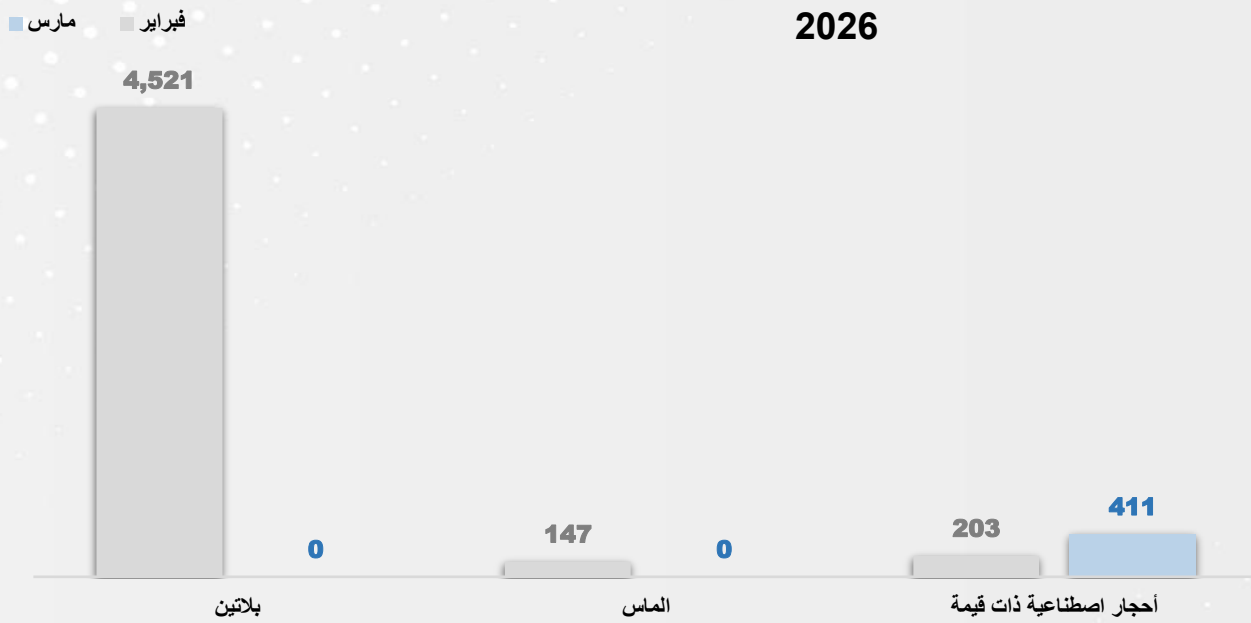 2026
فبراير
مارس
4,521
0
147
0
203
411
بلاتين
الماس
أحجار اصطناعية ذات قيمة